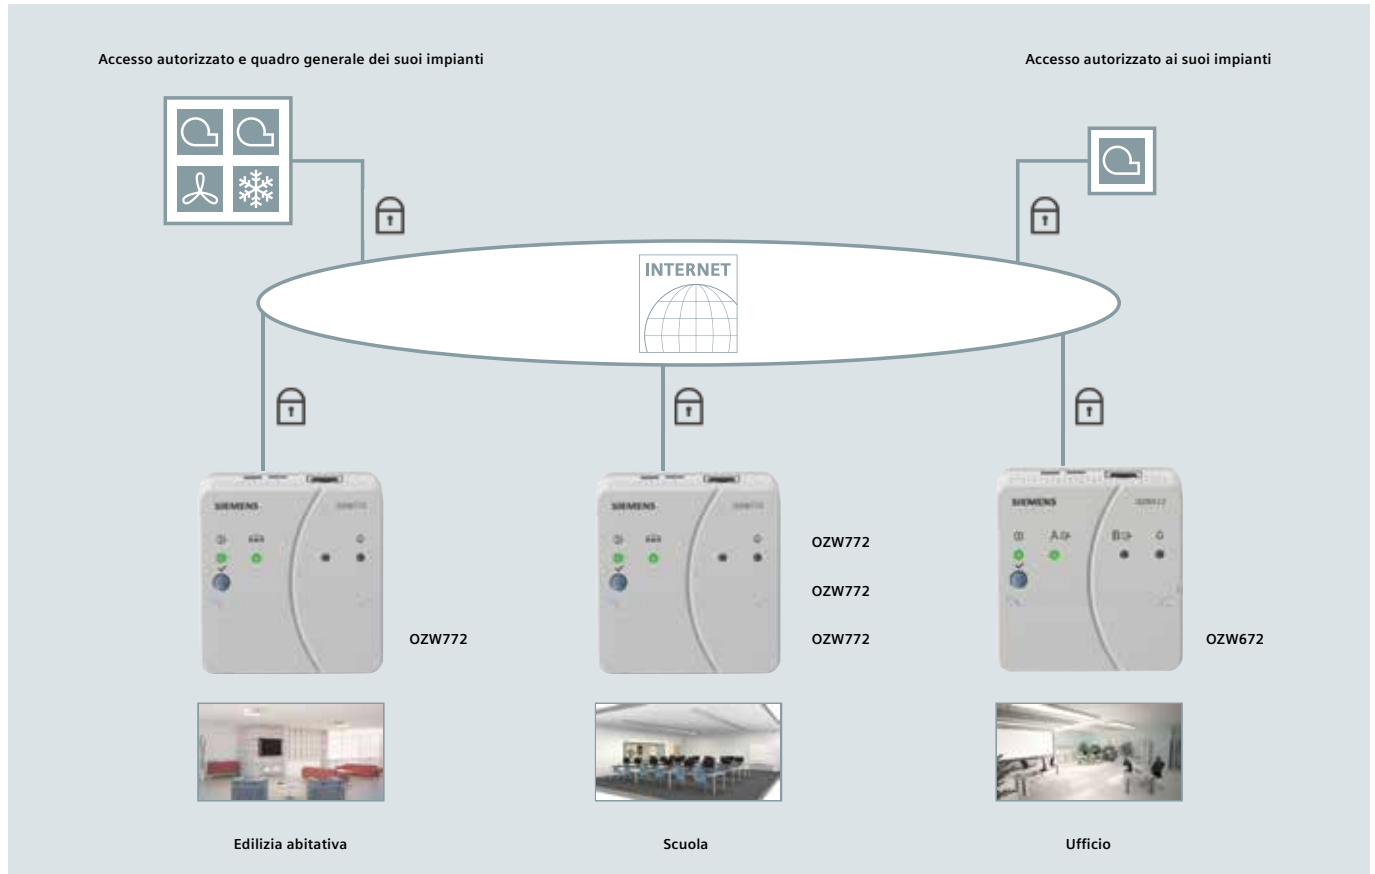 Accesso autorizzato e quadro generale dei suoi impianti
Accesso autorizzato ai suoi impianti
INTERNET
SIEMENS
SIEMENS
SIEMENS
A
B
OZW772
OZW772
OZW772
OZW772
OZW672
Edilizia abitativa
Scuola
Ufficio